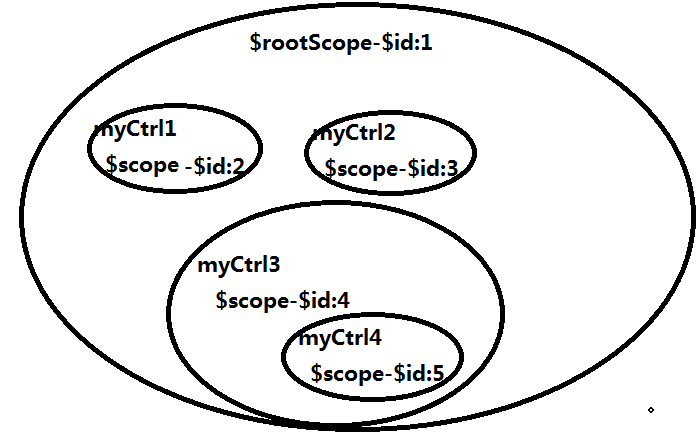 $rootScope-$id:1
myCtrl1
$scope -$id:2
myCtrl2
$scope-$id:3
myCtrl3
$scope-$id:4
myCtrl4
$scope-$id:5